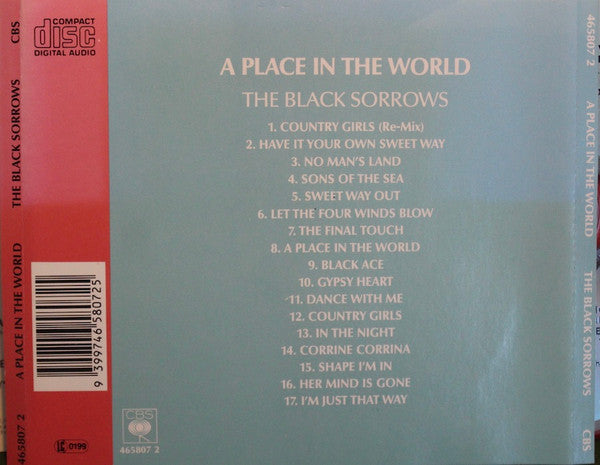 COMPACT
disc
DIGITAL AUDIO
A PLACE IN THE WORLD
THE BLACK SORROWS
1. COUNTRY GIRLS (Re-Mix)
2. HAVE IT YOUR OWN SWEET WAY
3. NO MAN'S LAND
4. SONS OF THE SEA
5. SWEET WAY OUT
6. LET THE FOUR WINDS BLOW
7. THE FINAL TOUCH
8. A PLACE IN THE WORLD
9. BLACK ACE
10. GYPSY HEART
11. DANCE WITH ME
12. COUNTRY GIRLS
13. IN THE NIGHT
14. CORRINE CORRINA
15. SHAPE I'M IN
16. HER MIND IS GONE
17. I'M JUST THAT WAY
CBS
465807 2
9 399746 580725
LC 0199
465807 2 A PLACE IN THE WORLD THE BLACK SORROWS CBS
465807 2 A PLACE IN THE WORLD THE BLACK SORROWS CBS